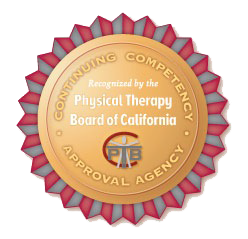 CONTINUING COMPETENCY
Recognized by the
Physical Therapy
Board of California
PTB
APPROVAL AGENCY